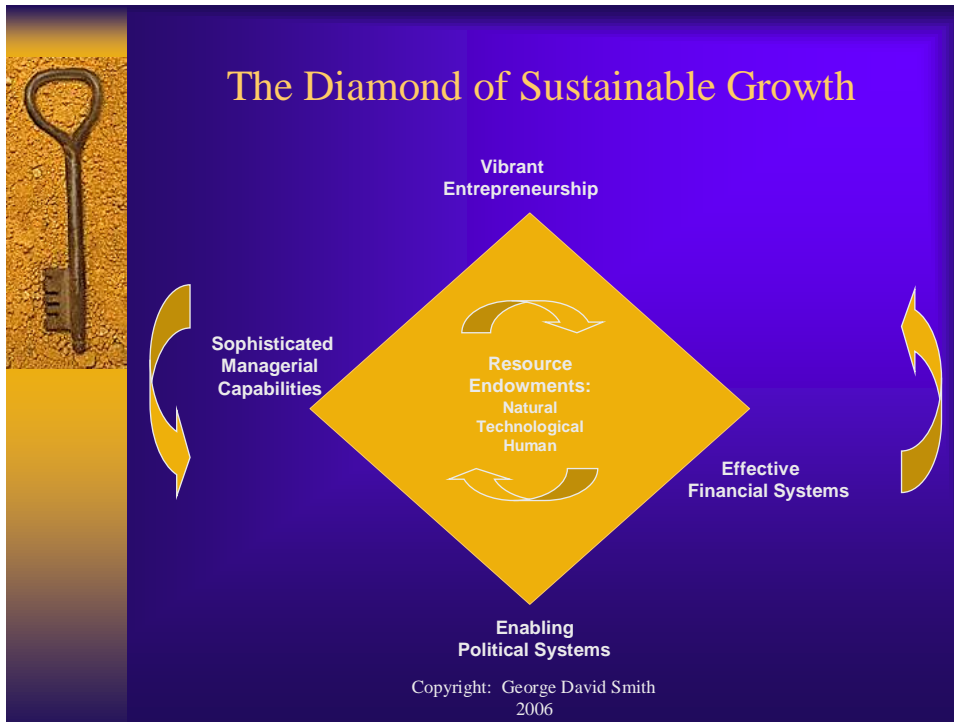 The Diamond of Sustainable Growth
Vibrant
Entrepreneurship
Sophisticated
Managerial
Capabilities
Resource
Endowments:
Natural
Technological
Human
Effective
Financial Systems
Enabling
Political Systems
Copyright: George David Smith
2006